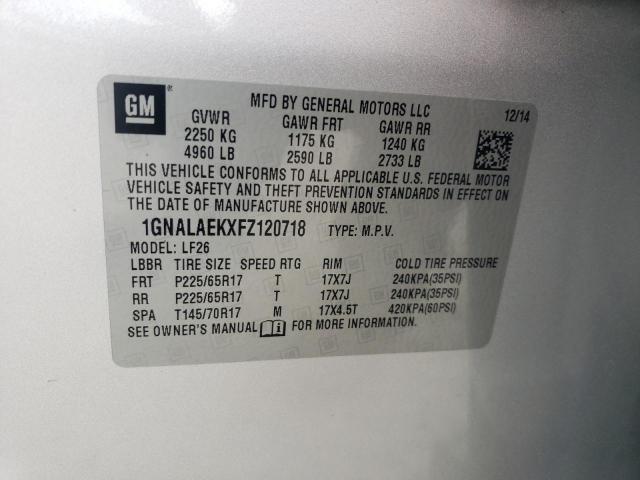 GM ®
MFD BY GENERAL MOTORS LLC 12/14
GVWR GAWR FRT GAWR RR
2250 KG 1175 KG 1240 KG
4960 LB 2590 LB 2733 LB
THIS VEHICLE CONFORMS TO ALL APPLICABLE U.S. FEDERAL MOTOR
VEHICLE SAFETY AND THEFT PREVENTION STANDARDS IN EFFECT ON
THE DATE OF MANUFACTURE SHOWN ABOVE.
1GNALAEKXFZ120718 TYPE: M.P.V.
MODEL: LF26
LBBR TIRE SIZE SPEED RTG RIM COLD TIRE PRESSURE
FRT P225/65R17 T 17X7J 240KPA(35PSI)
RR P225/65R17 T 17X7J 240KPA(35PSI)
SPA T145/70R17 M 17X4.5T 420KPA(60PSI)
SEE OWNER'S MANUAL FOR MORE INFORMATION.